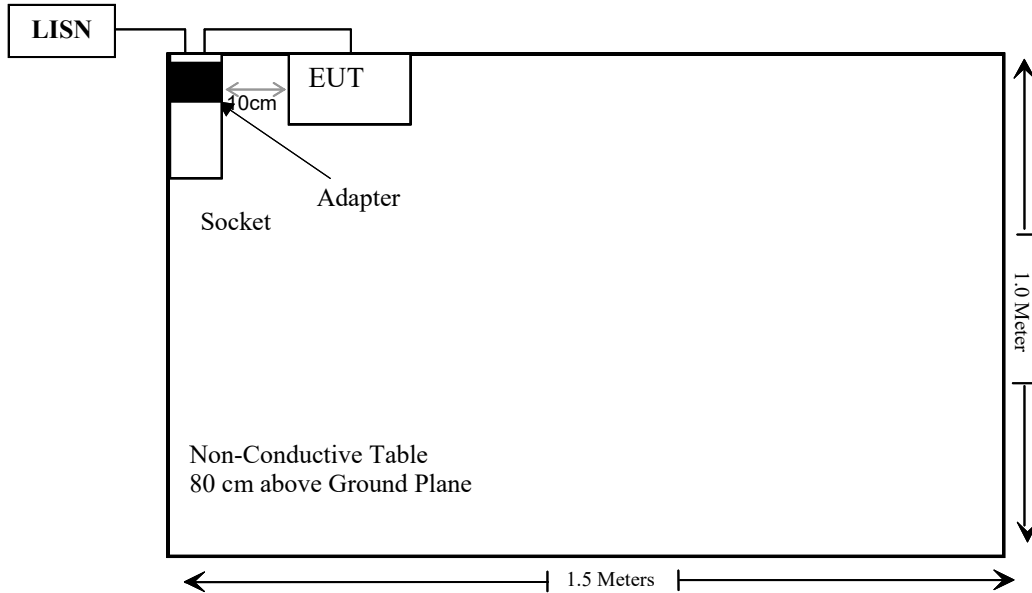 LISN
EUT
10cm
Adapter
Socket
1.0 Meter
Non-Conductive Table
80 cm above Ground Plane
1.5 Meters